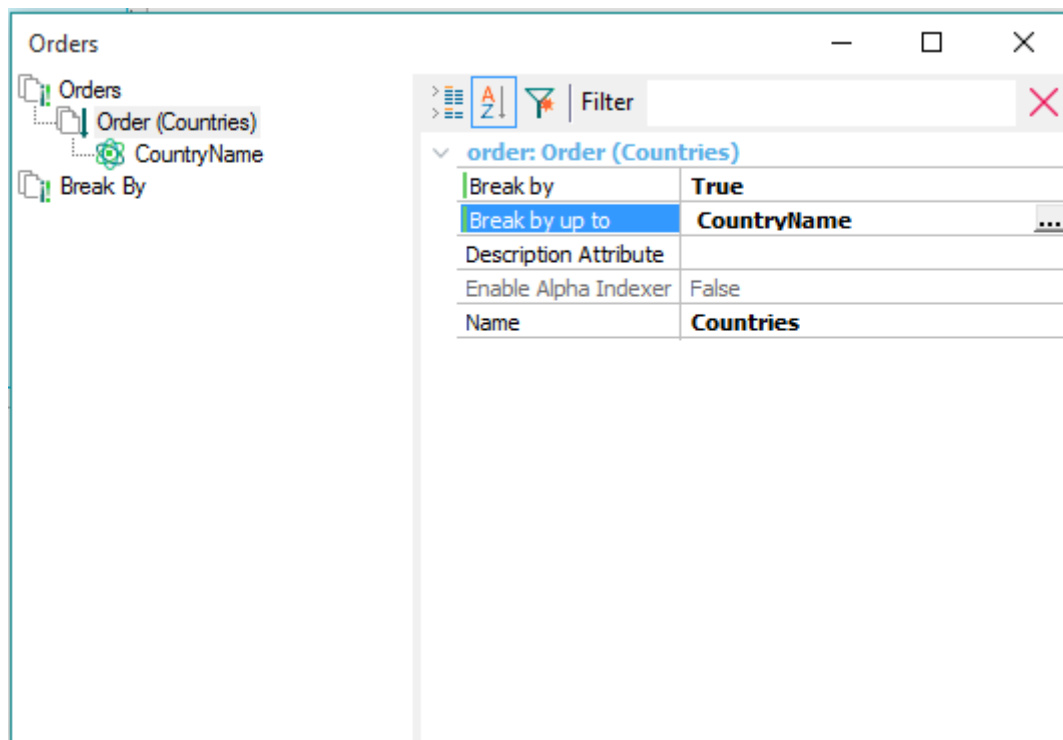 Orders
Orders
Order (Countries)
CountryName
Break By
Filter
order: Order (Countries)
Break by True
Break by up to CountryName ...
Description Attribute
Enable Alpha Indexer False
Name Countries